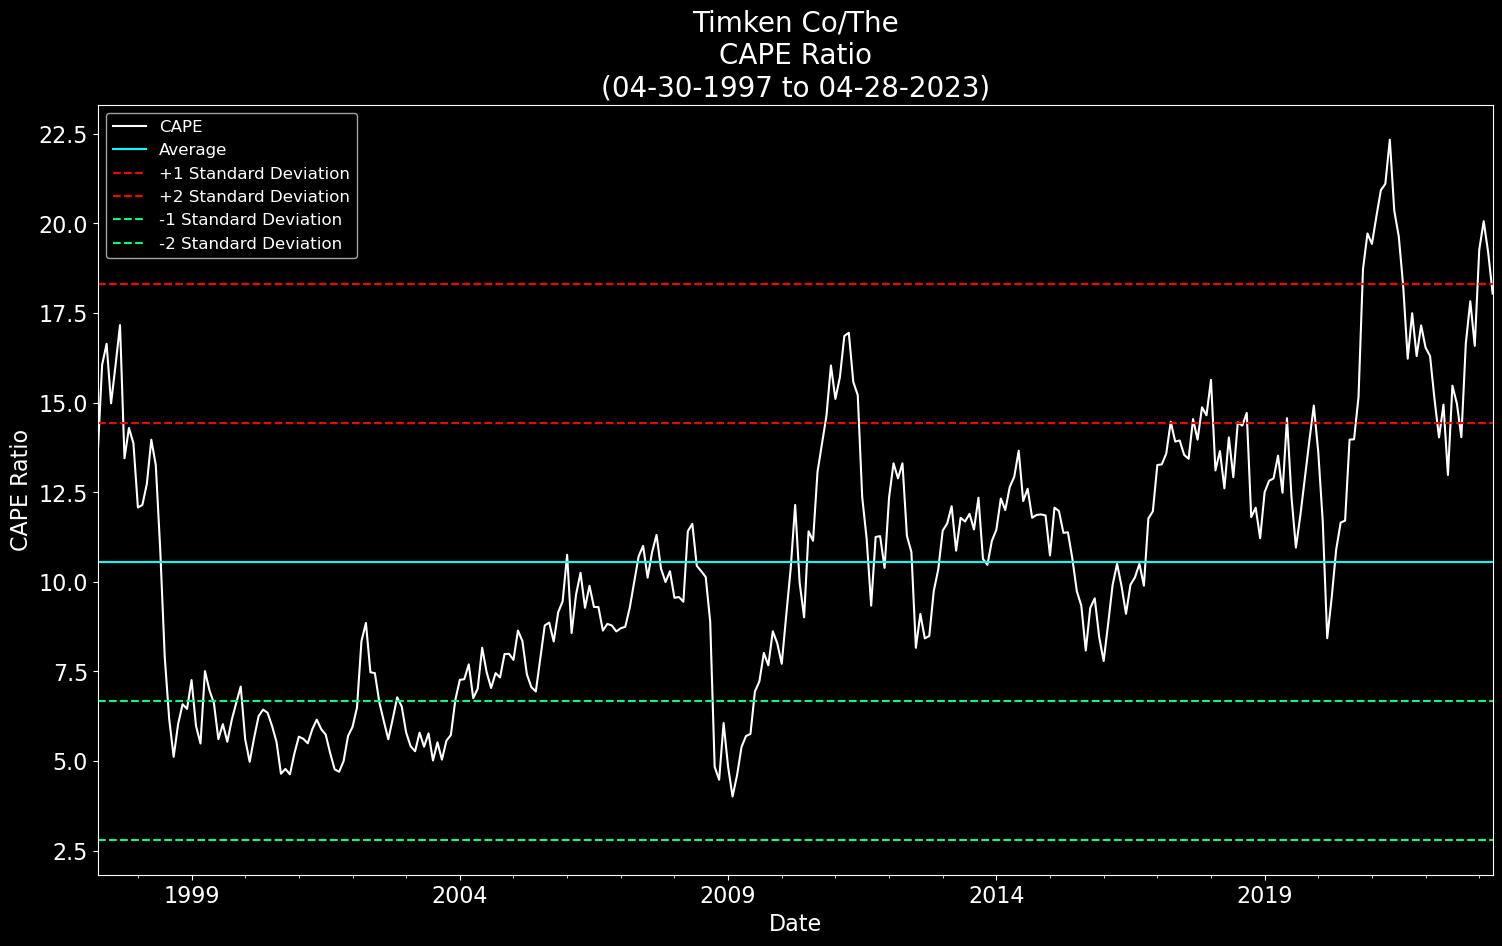 Timken Co/The
CAPE Ratio
(04-30-1997 to 04-28-2023)
CAPE
Average
+1 Standard Deviation
+2 Standard Deviation
-1 Standard Deviation
-2 Standard Deviation
22.5
20.0
17.5
15.0
12.5
10.0
7.5
5.0
2.5
CAPE Ratio
1999
2004
2009
2014
2019
Date